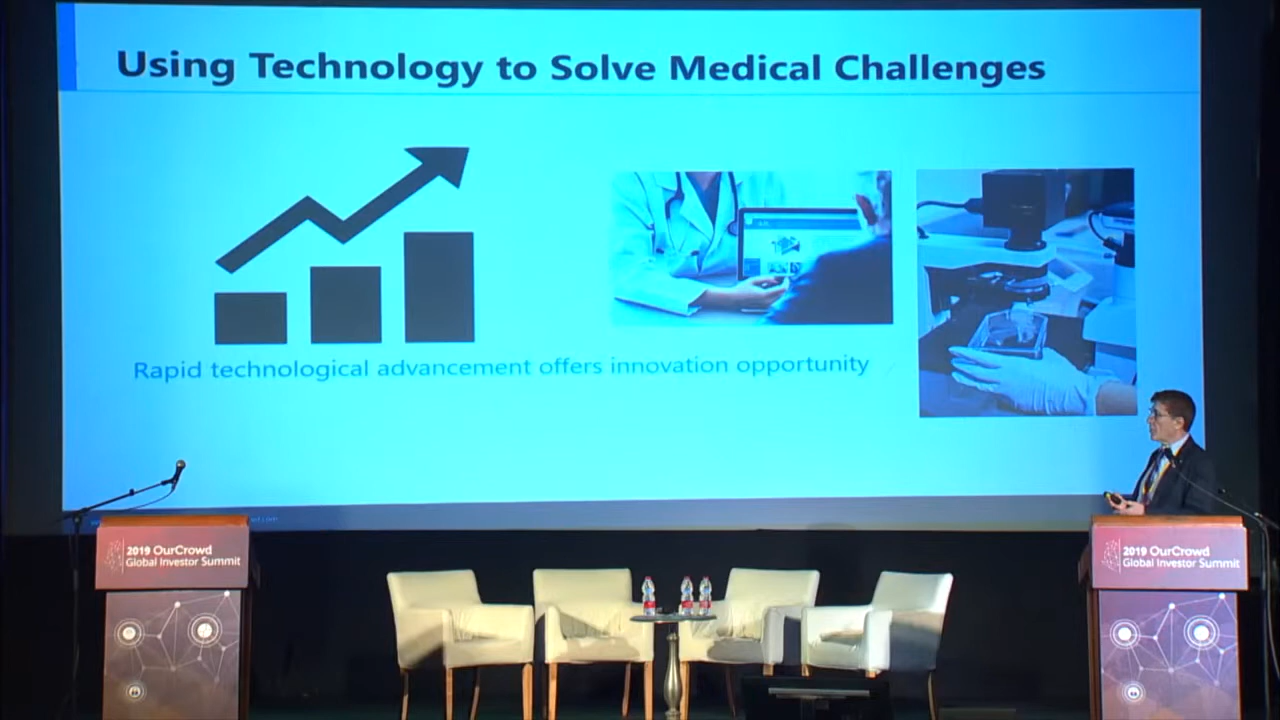 Using Technology to Solve Medical Challenges
Rapid technological advancement offers innovation opportunity
2019 OurCrowd
Global Investor Summit
2019 OurCrowd
Global Investor Summit